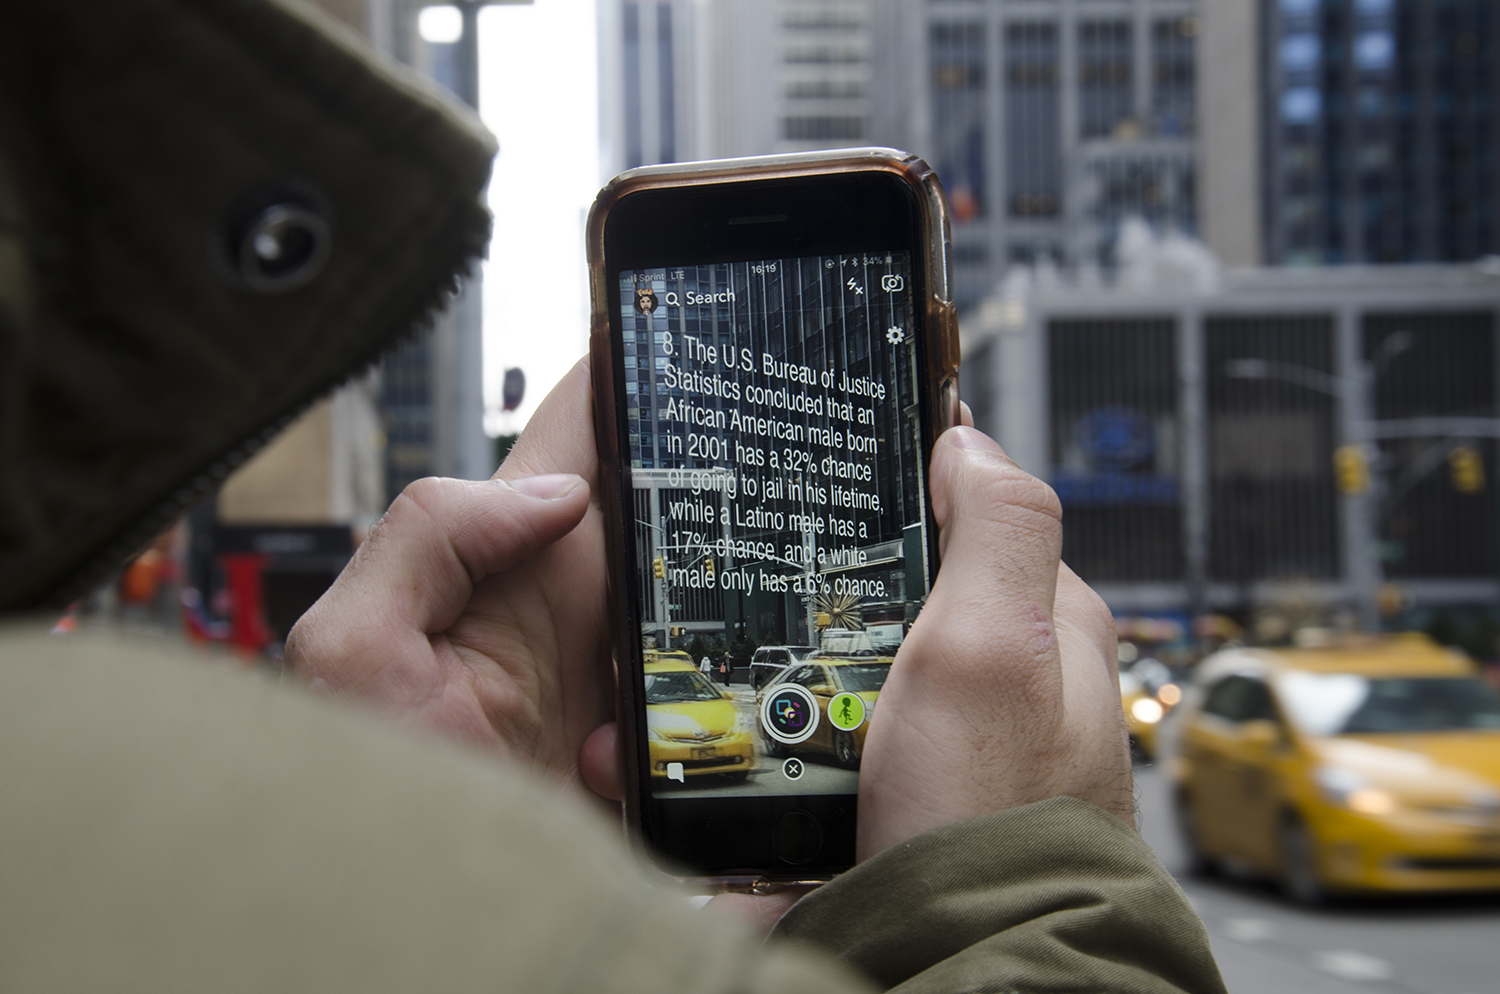 Sprint LTE 16:19 34%
Search
8. The U.S. Bureau of Justice
Statistics concluded that an
African American male born
in 2001 has a 32% chance
of going to jail in his lifetime,
while a Latino male has a
17% chance, and a white
male only has a 6% chance.